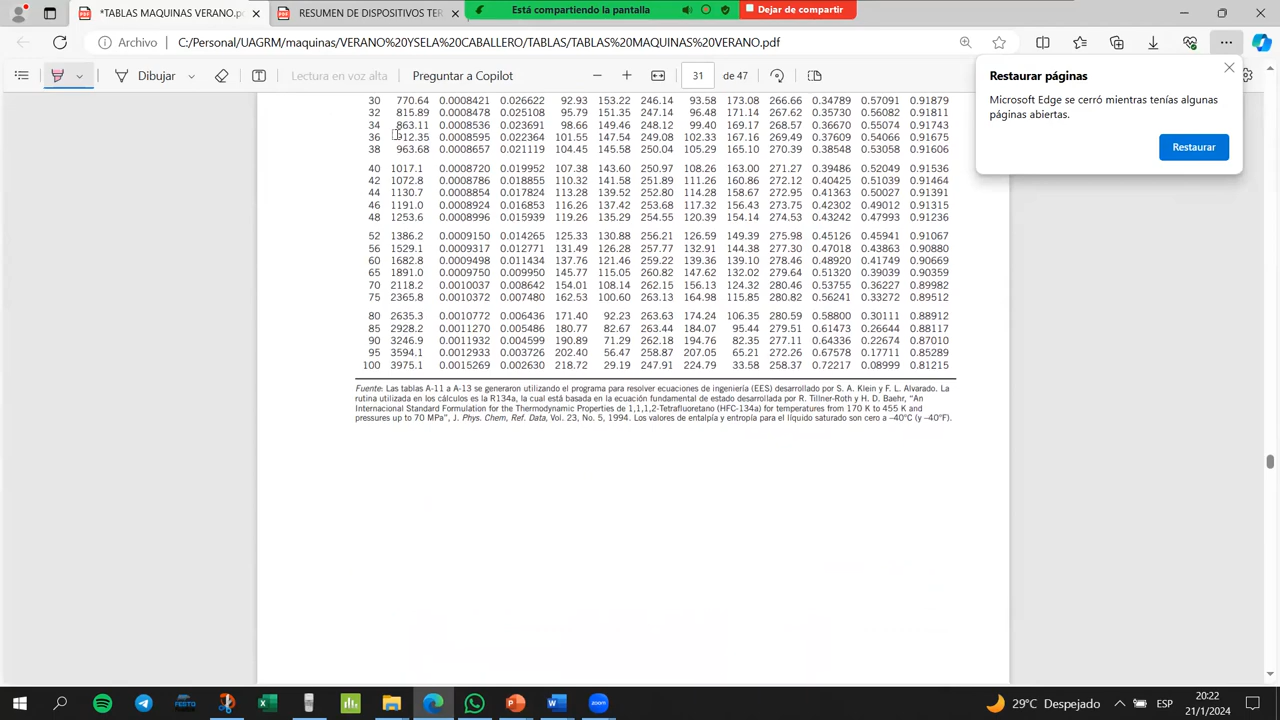 *TABLAS MAQUINAS VERANO.p
RESUMEN DE DISPOSITIVOS TER
Está compartiendo la pantalla
Dejar de compartir
Archivo
C:/Personal/UAGRM/maquinas/VERANO%20YSELA%20CABALLERO/TABLAS/TABLAS%20MAQUINAS%20VERANO.pdf
Dibujar
Lectura en voz alta
Preguntar a Copilot
31
de 47
Restaurar páginas
Microsoft Edge se cerró mientras tenías algunas
páginas abiertas.
Restaurar
30 770.64 0.0008421 0.026622 92.93 153.22 246.14 93.58 173.08 266.66 0.34789 0.57091 0.91879
32 815.89 0.0008478 0.025108 95.79 151.35 247.14 96.48 171.14 267.62 0.35730 0.56082 0.91811
34 863.11 0.0008536 0.023691 98.66 149.46 248.12 99.40 169.17 268.57 0.36670 0.55074 0.91743
36 912.35 0.0008595 0.022364 101.55 147.54 249.08 102.33 167.16 269.49 0.37609 0.54066 0.91675
38 963.68 0.0008657 0.021119 104.45 145.58 250.04 105.29 165.10 270.39 0.38548 0.53058 0.91606
40 1017.1 0.0008720 0.019952 107.38 143.60 250.97 108.26 163.00 271.27 0.39486 0.52049 0.91536
42 1072.8 0.0008786 0.018855 110.32 141.58 251.89 111.26 160.86 272.12 0.40425 0.51039 0.91464
44 1130.7 0.0008854 0.017824 113.28 139.52 252.80 114.28 158.67 272.95 0.41363 0.50027 0.91391
46 1191.0 0.0008924 0.016853 116.26 137.42 253.68 117.32 156.43 273.75 0.42302 0.49012 0.91315
48 1253.6 0.0008996 0.015939 119.26 135.29 254.55 120.39 154.14 274.53 0.43242 0.47993 0.91236
52 1386.2 0.0009150 0.014265 125.33 130.88 256.21 126.59 149.39 275.98 0.45126 0.45941 0.91067
56 1529.1 0.0009317 0.012771 131.49 126.28 257.77 132.91 144.38 277.30 0.47018 0.43863 0.90880
60 1682.8 0.0009498 0.011434 137.76 121.46 259.22 139.36 139.10 278.46 0.48920 0.41749 0.90669
65 1891.0 0.0009750 0.009950 145.77 115.05 260.82 147.62 132.02 279.64 0.51320 0.39039 0.90359
70 2118.2 0.0010037 0.008642 154.01 108.14 262.15 156.13 124.32 280.46 0.53755 0.36227 0.89982
75 2365.8 0.0010372 0.007480 162.53 100.60 263.13 164.98 115.85 280.82 0.56241 0.33272 0.89512
80 2635.3 0.0010772 0.006436 171.40 92.23 263.63 174.24 106.35 280.59 0.58800 0.30111 0.88912
85 2928.2 0.0011270 0.005486 180.77 82.67 263.44 184.07 95.44 279.51 0.61473 0.26644 0.88117
90 3246.9 0.0011932 0.004599 190.89 71.29 262.18 194.76 82.35 277.11 0.64336 0.22674 0.87010
95 3594.1 0.0012933 0.003726 202.40 56.47 258.87 207.05 65.21 272.26 0.67578 0.17711 0.85289
100 3975.1 0.0015269 0.002630 218.72 29.19 247.91 224.79 33.58 258.37 0.72217 0.08999 0.81215
Fuente: Las tablas A-11 a A-13 se generaron utilizando el programa para resolver ecuaciones de ingeniería (EES) desarrollado por S. A. Klein y F. L. Alvarado. La
rutina utilizada en los cálculos es la R134a, la cual está basada en la ecuación fundamental de estado desarrollada por R. Tillner-Roth y H. D. Baehr, "An
Internacional Standard Formulation for the Thermodynamic Properties de 1,1,1,2-Tetrafluoretano (HFC-134a) for temperatures from 170 K to 455 K and
pressures up to 70 MPa", J. Phys. Chem, Ref. Data, Vol. 23, No. 5, 1994. Los valores de entalpía y entropía para el líquido saturado son cero a –40°C (y –40°F).
FESTO
29°C Despejado
ESP
20:22
21/1/2024